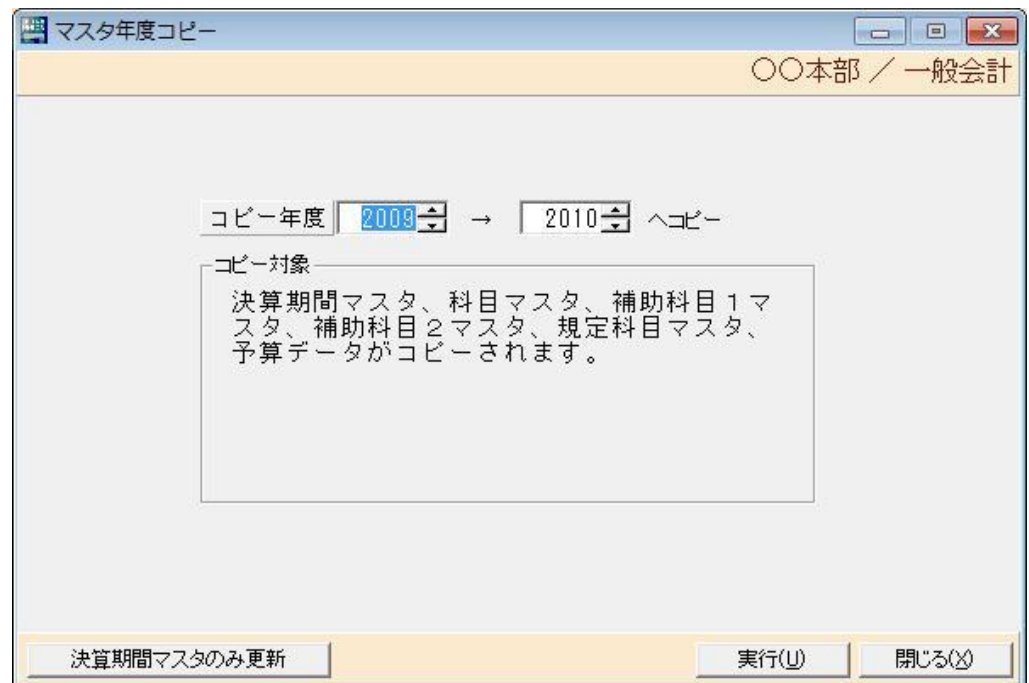 マスタ年度コピー
〇〇本部 ／ 一般会計
コピー年度 2009 → 2010 へコピー
コピー対象
決算期間マスタ、科目マスタ、補助科目１マ
スタ、補助科目２マスタ、規定科目マスタ、
予算データがコピーされます。
決算期間マスタのみ更新 実行(U) 閉じる(X)